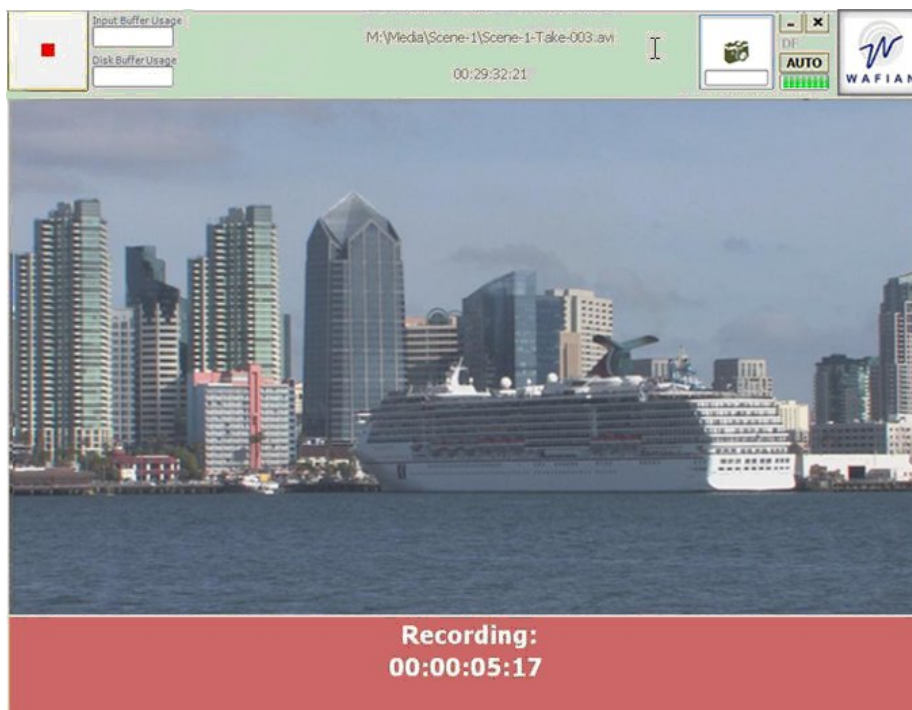 Input Buffer Usage
M:\Media\Scene-1\Scene-1-Take-003.avi
DF
Disk Buffer Usage
00:29:32:21
AUTO
WAFIAN
Recording:
00:00:05:17